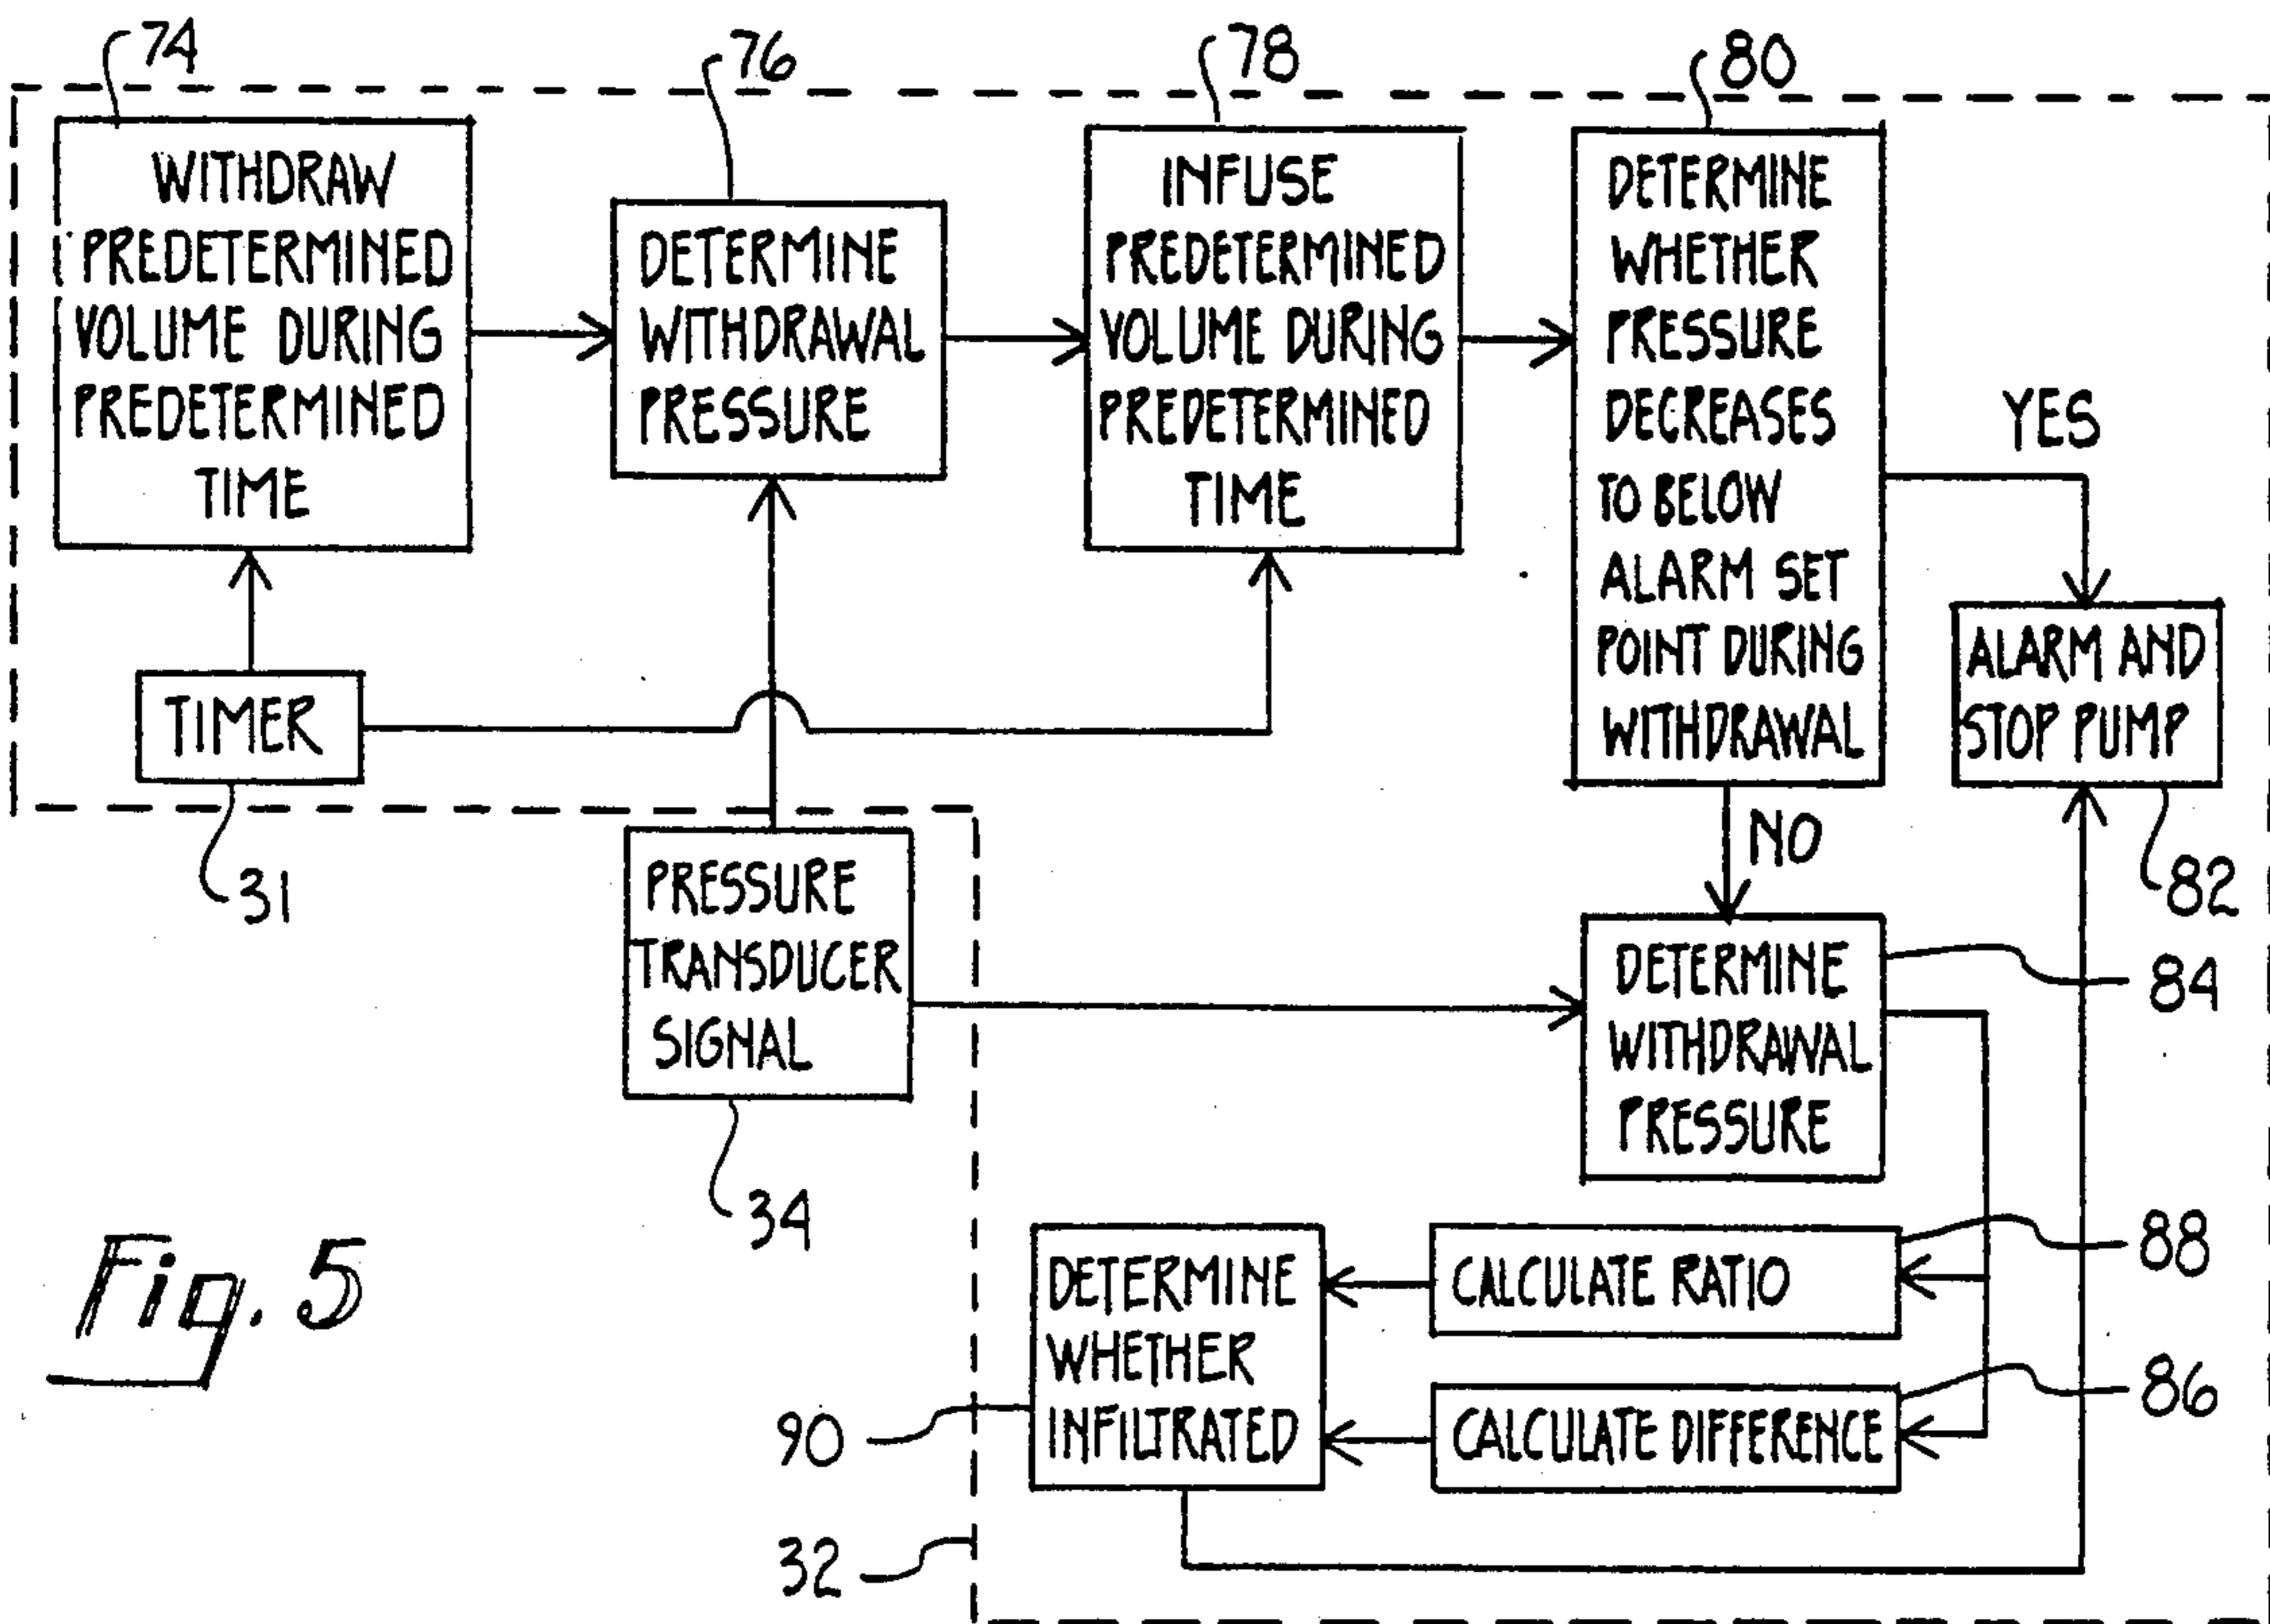 74
76
78
80
WITHDRAW
PREDETERMINED
VOLUME DURING
PREDETERMINED
TIME
DETERMINE
WITHDRAWAL
PRESSURE
INFUSE
PREDETERMINED
VOLUME DURING
PREDETERMINED
TIME
DETERMINE
WHETHER
PRESSURE
DECREASES
TO BELOW
ALARM SET
POINT DURING
WITHDRAWAL
YES
ALARM AND
STOP PUMP
82
TIMER
31
NO
PRESSURE
TRANSDUCER
SIGNAL
34
DETERMINE
WITHDRAWAL
PRESSURE
84
DETERMINE
WHETHER
INFILTRATED
CALCULATE RATIO
88
CALCULATE DIFFERENCE
86
90
32
Fig. 5